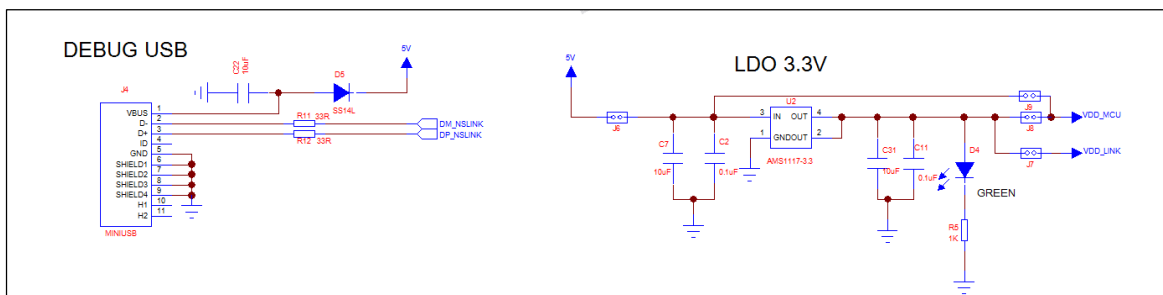 DEBUG USB
C22
10uF
5V
D5
SS14L
J4
VBUS 1
D- 2
D+ 3
ID 4
GND 5
SHIELD1 6
SHIELD2 7
SHIELD3 8
SHIELD4 9
H1 10
H2 11
MINIUSB
R11 33R
R12 33R
DM_NSLINK
DP_NSLINK
LDO 3.3V
5V
J6
C7
10uF
C2
0.1uF
U2
3 IN OUT 4
1 GNDOUT 2
AMS1117-3.3
C31
10uF
C11
0.1uF
D4
GREEN
R5
1K
J9
J8
VDD_MCU
J7
VDD_LINK